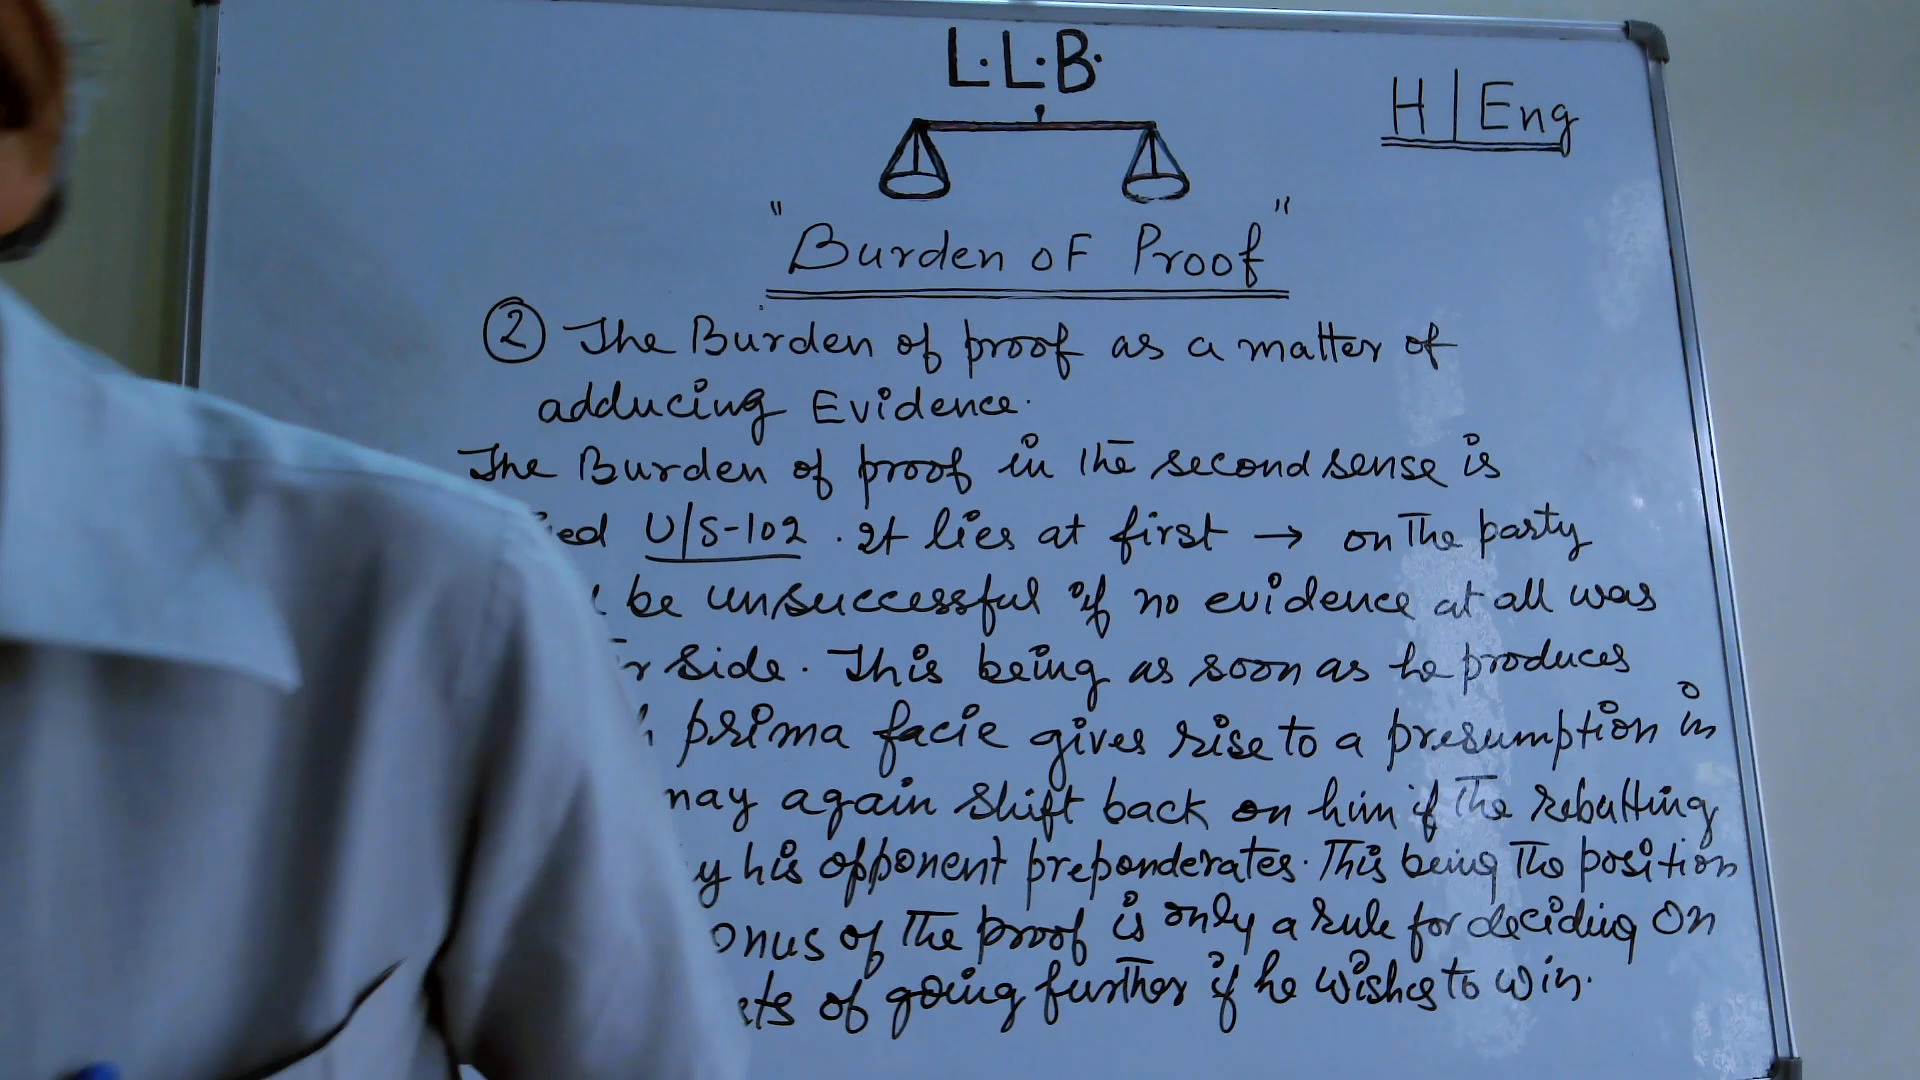 L.L.B.
H | Eng
"Burden oF Proof"
② The Burden of proof as a matter of
adducing Evidence.
The Burden of proof in the second sense is
U/S-102. It lies at first → on the party
be unsuccessful if no evidence at all was
side. This being as soon as he produces
prima facie gives rise to a presumption in
may again shift back on him if the rebutting
his opponent preponderates. This being the position
onus of the proof is only a rule for deciding on
of going further if he wishes to win.